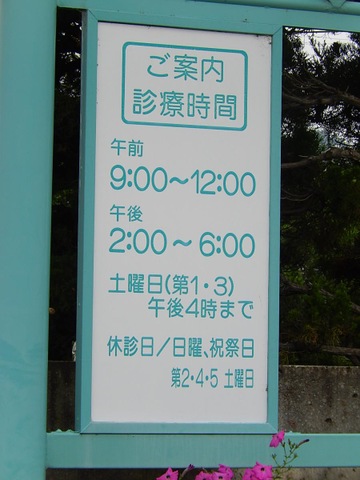 ご案内
診療時間
午前
9:00～12:00
午後
2:00～6:00
土曜日(第1・3)
午後4時まで
休診日／日曜、祝祭日
第2・4・5 土曜日